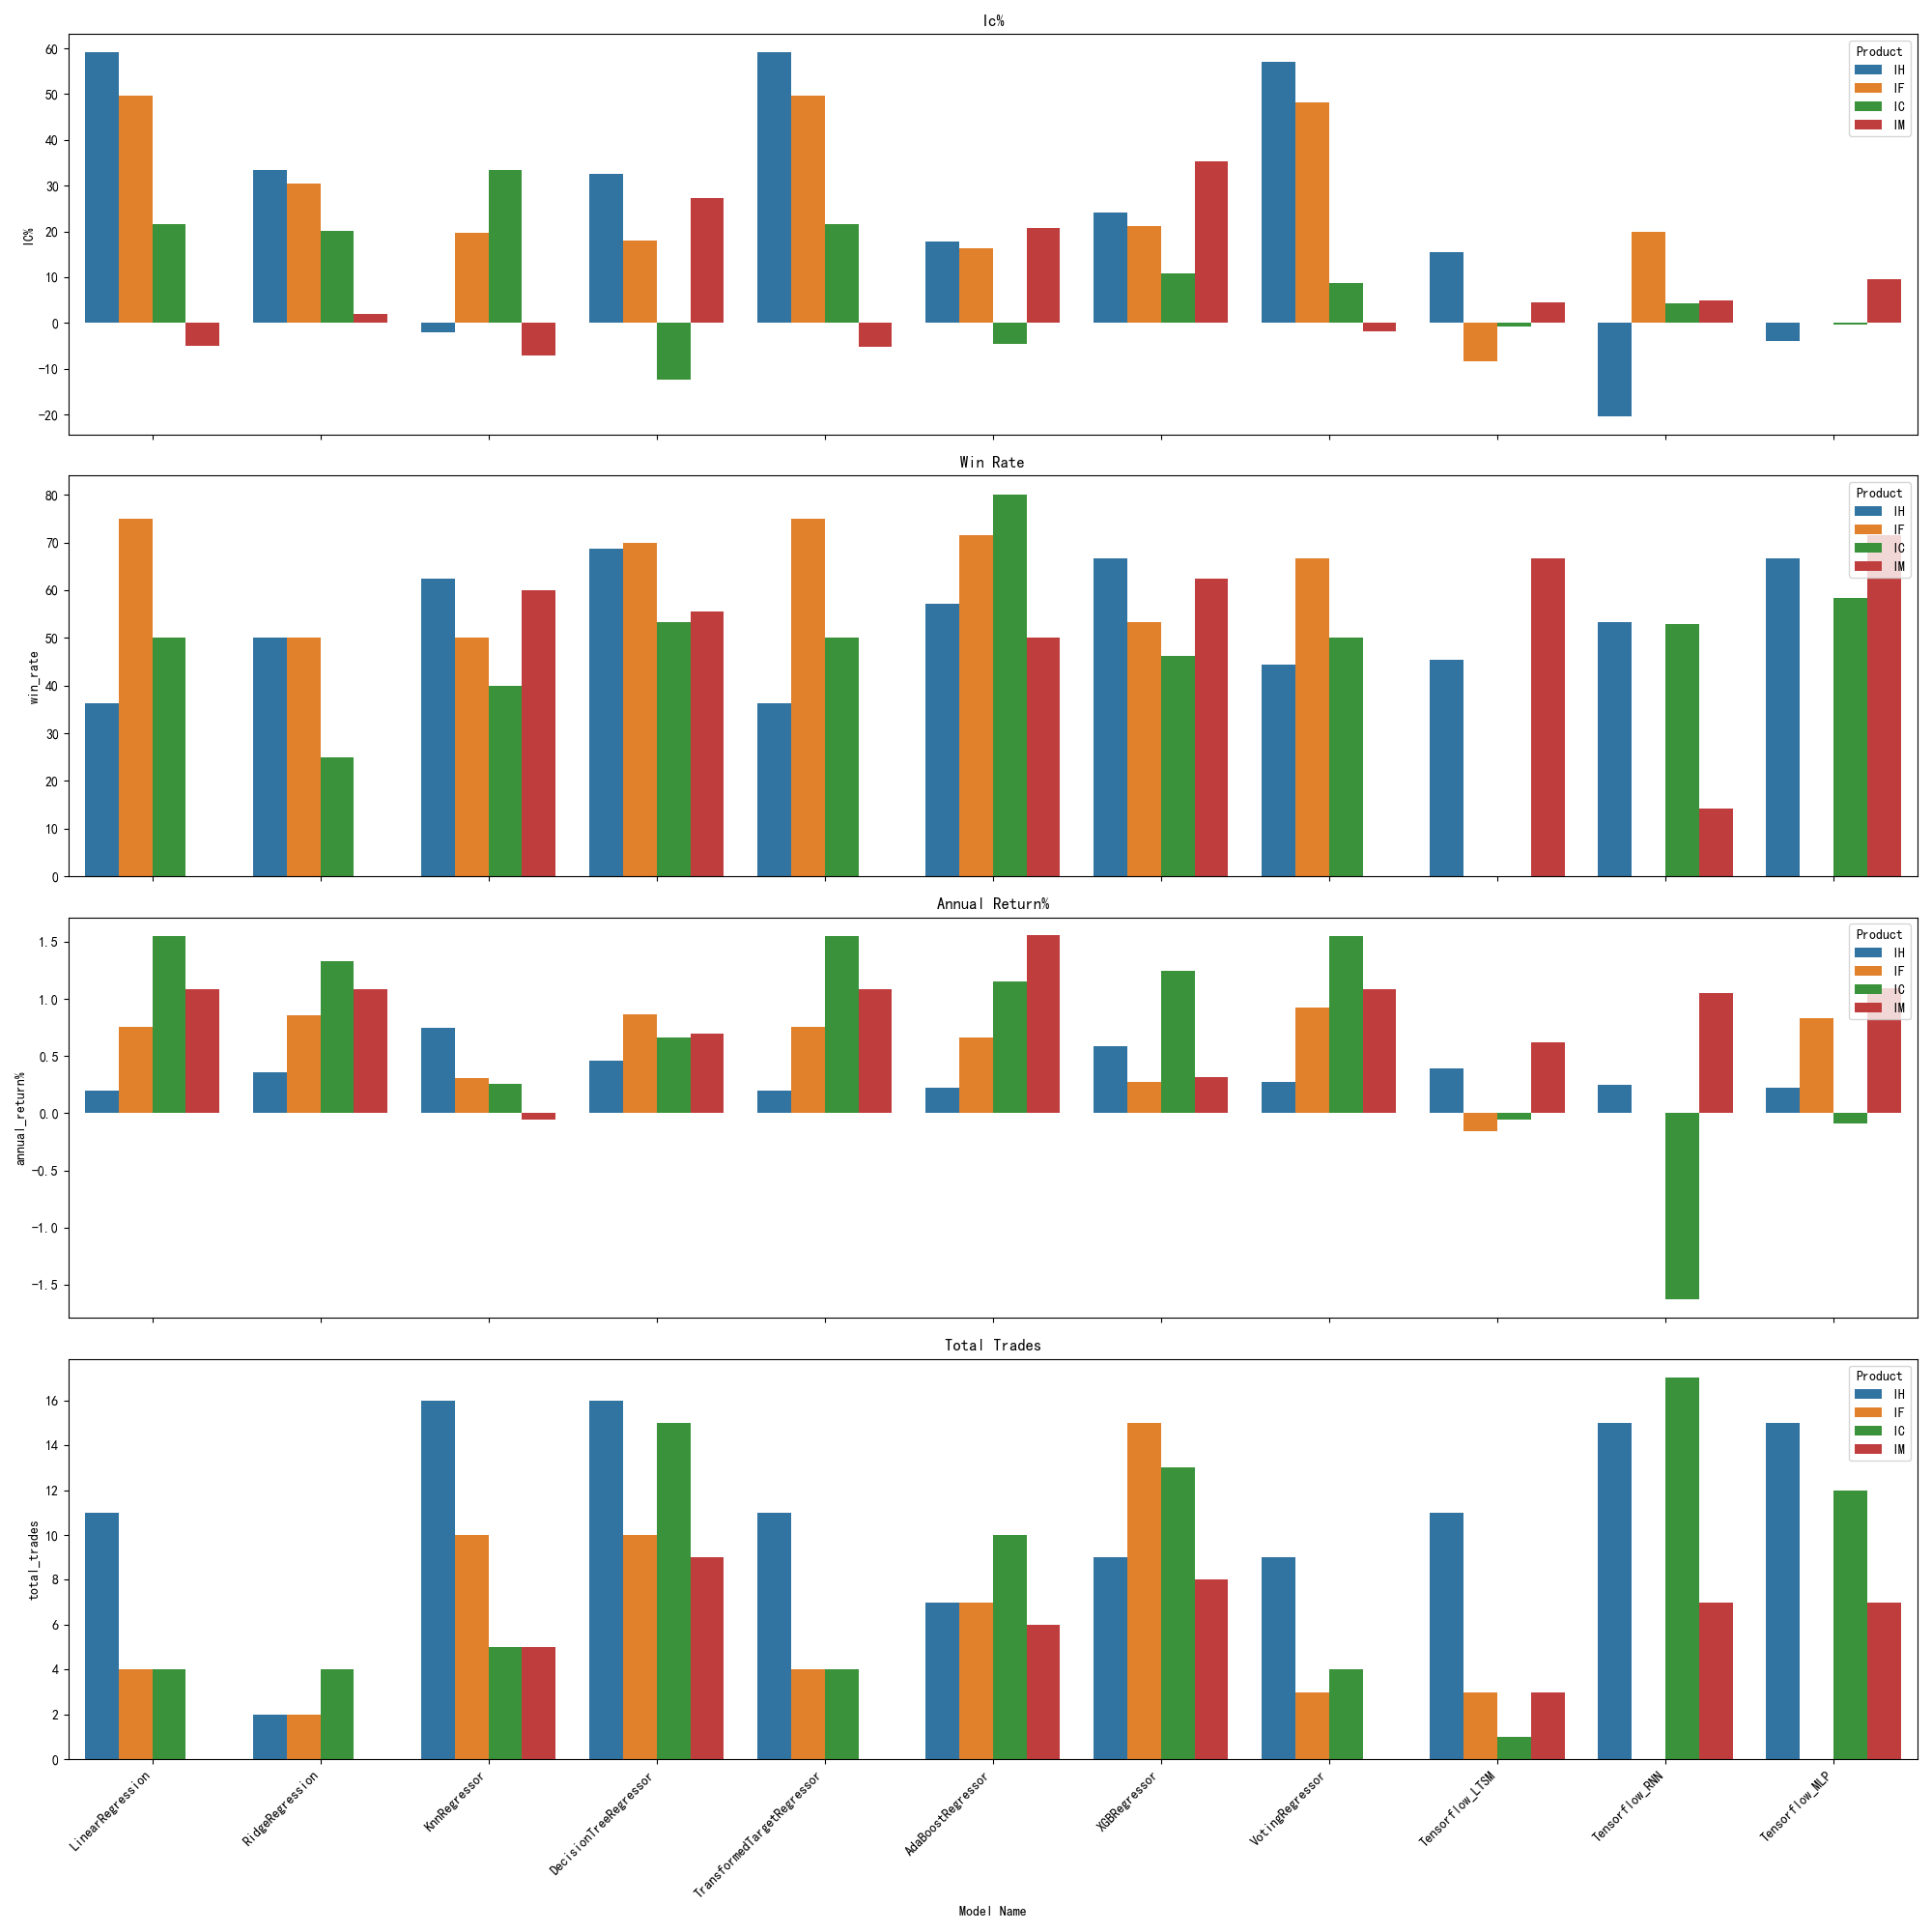 Ic%
IC%
60
50
40
30
20
10
0
-10
-20
Product
IH
IF
IC
IM
Win Rate
win_rate
80
70
60
50
40
30
20
10
0
Product
IH
IF
IC
IM
Annual Return%
annual_return%
1.5
1.0
0.5
0.0
-0.5
-1.0
-1.5
Product
IH
IF
IC
IM
Total Trades
total_trades
16
14
12
10
8
6
4
2
0
Product
IH
IF
IC
IM
LinearRegression
RidgeRegression
KnnRegressor
DecisionTreeRegressor
TransformedTargetRegressor
AdaBoostRegressor
XGBRegressor
VotingRegressor
Tensorflow_LTSM
Tensorflow_RNN
Tensorflow_MLP
Model Name